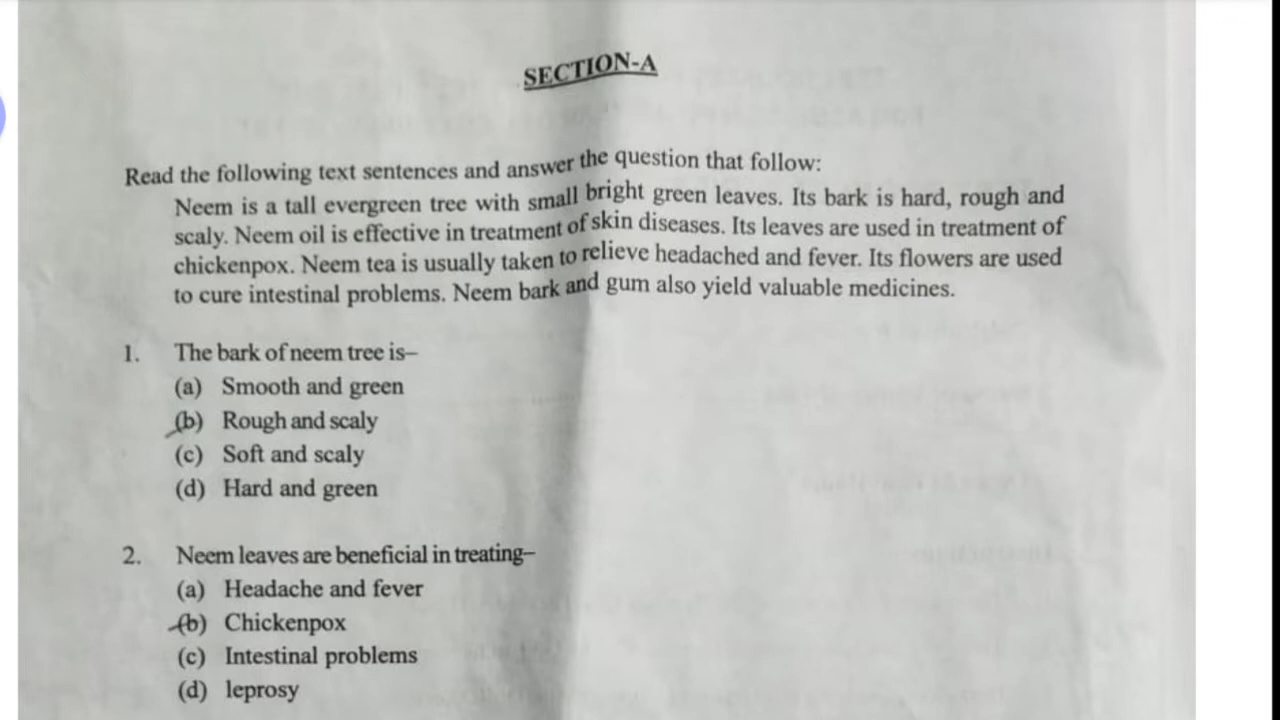 SECTION-A
Read the following text sentences and answer the question that follow:
Neem is a tall evergreen tree with small bright green leaves. Its bark is hard, rough and
scaly. Neem oil is effective in treatment of skin diseases. Its leaves are used in treatment of
chickenpox. Neem tea is usually taken to relieve headached and fever. Its flowers are used
to cure intestinal problems. Neem bark and gum also yield valuable medicines.
1. The bark of neem tree is–
(a) Smooth and green
(b) Rough and scaly
(c) Soft and scaly
(d) Hard and green
2. Neem leaves are beneficial in treating–
(a) Headache and fever
(b) Chickenpox
(c) Intestinal problems
(d) leprosy